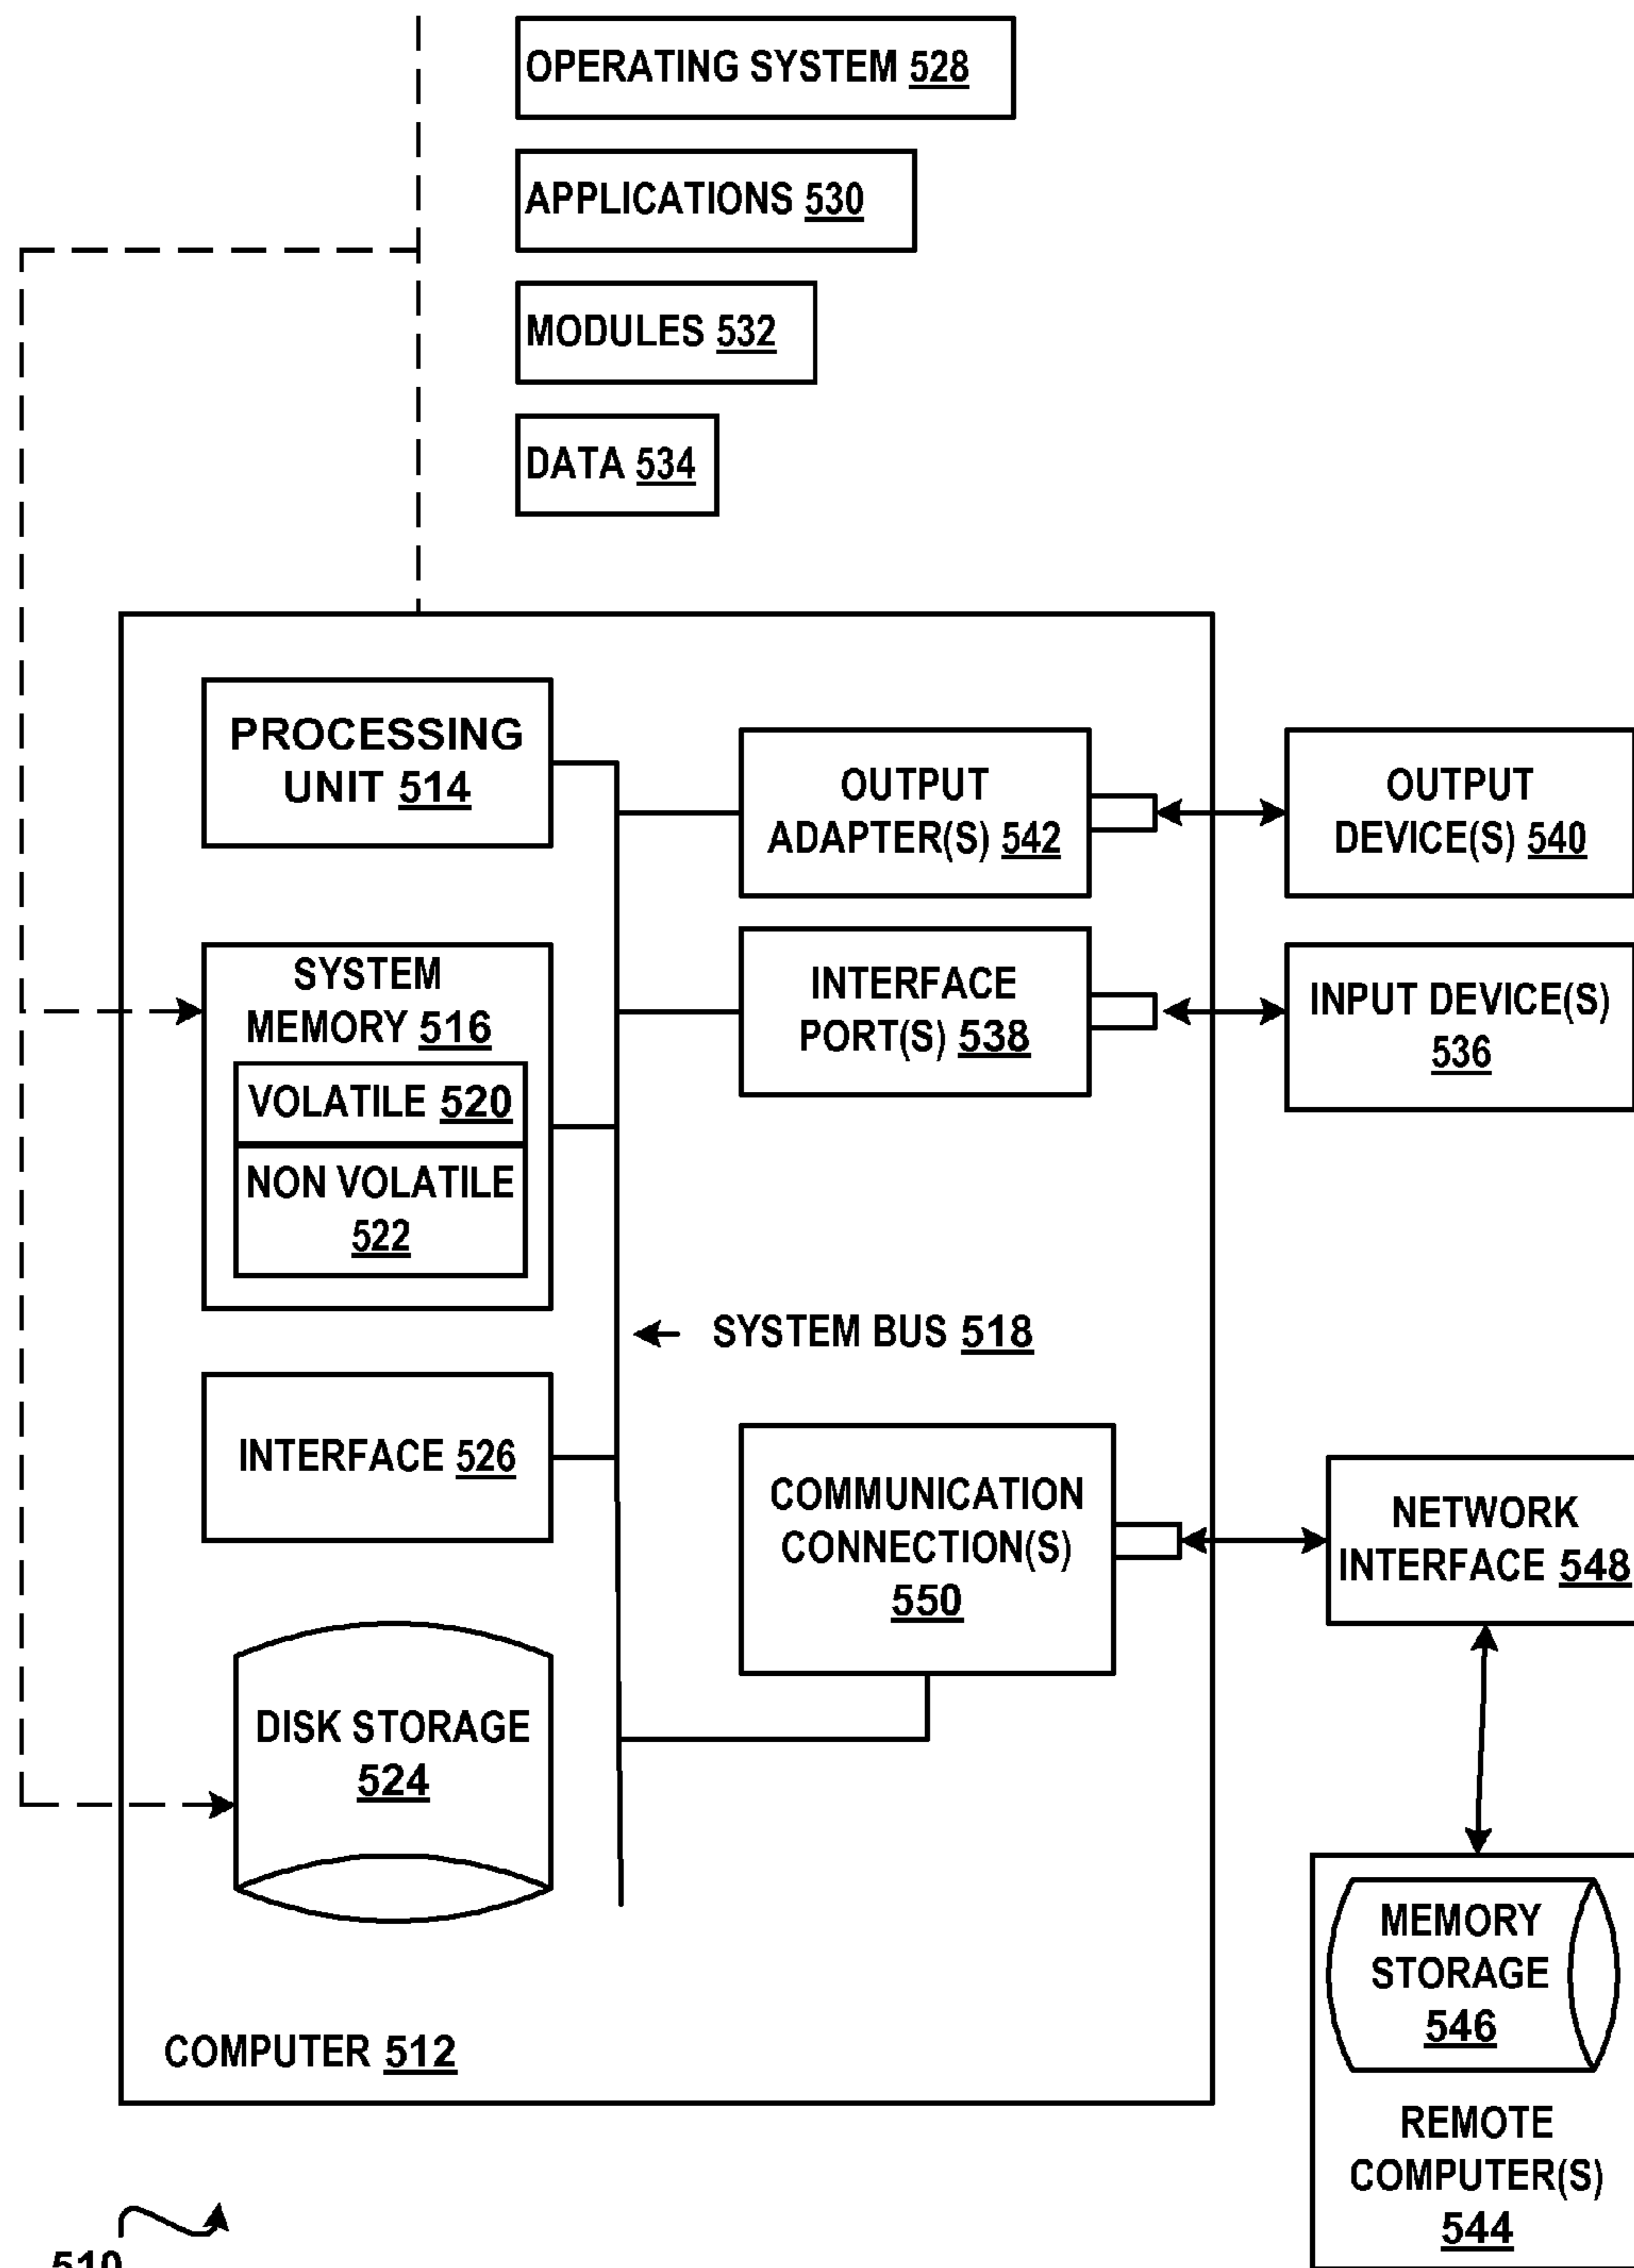 OPERATING SYSTEM 528
APPLICATIONS 530
MODULES 532
DATA 534
PROCESSING
UNIT 514
OUTPUT
ADAPTER(S) 542
OUTPUT
DEVICE(S) 540
SYSTEM
MEMORY 516
VOLATILE 520
NON VOLATILE
522
INTERFACE
PORT(S) 538
INPUT DEVICE(S)
536
SYSTEM BUS 518
INTERFACE 526
COMMUNICATION
CONNECTION(S)
550
NETWORK
INTERFACE 548
DISK STORAGE
524
MEMORY
STORAGE
546
REMOTE
COMPUTER(S)
544
COMPUTER 512
510